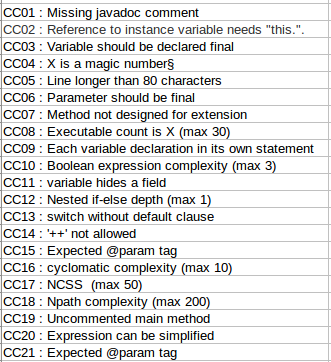 CC01 : Missing javadoc comment
CC02 : Reference to instance variable needs "this.".
CC03 : Variable should be declared final
CC04 : X is a magic number§
CC05 : Line longer than 80 characters
CC06 : Parameter should be final
CC07 : Method not designed for extension
CC08 : Executable count is X (max 30)
CC09 : Each variable declaration in its own statement
CC10 : Boolean expression complexity (max 3)
CC11 : variable hides a field
CC12 : Nested if-else depth (max 1)
CC13 : switch without default clause
CC14 : '++' not allowed
CC15 : Expected @param tag
CC16 : cyclomatic complexity (max 10)
CC17 : NCSS  (max 50)
CC18 : Npath complexity (max 200)
CC19 : Uncommented main method
CC20 : Expression can be simplified
CC21 : Expected @param tag